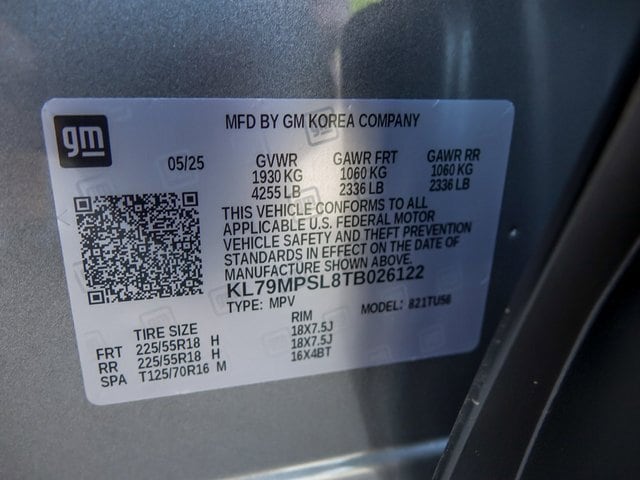 gm
MFD BY GM KOREA COMPANY
05/25 GVWR GAWR FRT GAWR RR
1930 KG 1060 KG 1060 KG
4255 LB 2336 LB 2336 LB
THIS VEHICLE CONFORMS TO ALL
APPLICABLE U.S. FEDERAL MOTOR
VEHICLE SAFETY AND THEFT PREVENTION
STANDARDS IN EFFECT ON THE DATE OF
MANUFACTURE SHOWN ABOVE.
KL79MPSL8TB026122
TYPE: MPV MODEL: 821TU56
TIRE SIZE RIM
FRT 225/55R18 H 18X7.5J
RR 225/55R18 H 18X7.5J
SPA T125/70R16 M 16X4BT